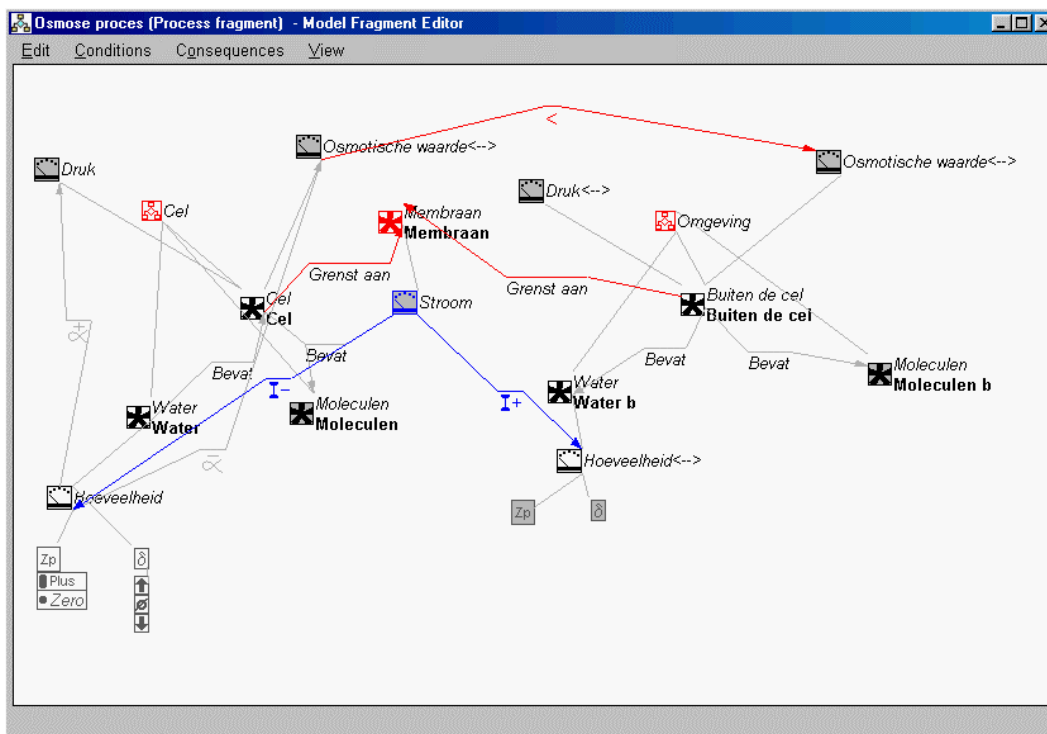 Osmose proces (Process fragment) - Model Fragment Editor
Edit Conditions Consequences View
<
Osmotische waarde<-->
Osmotische waarde<-->
Druk
Druk<-->
Cel
Membraan
Membraan
Omgeving
Grenst aan
Grenst aan
Cel
Cel
Stroom
Buiten de cel
Buiten de cel
Bevat
Bevat
Bevat
Bevat
α+
I-
I+
Water
Water
Moleculen
Moleculen
Water
Water b
Moleculen
Moleculen b
α-
Hoeveelheid
Hoeveelheid<-->
Zp
δ
Zp
δ
Plus
Zero